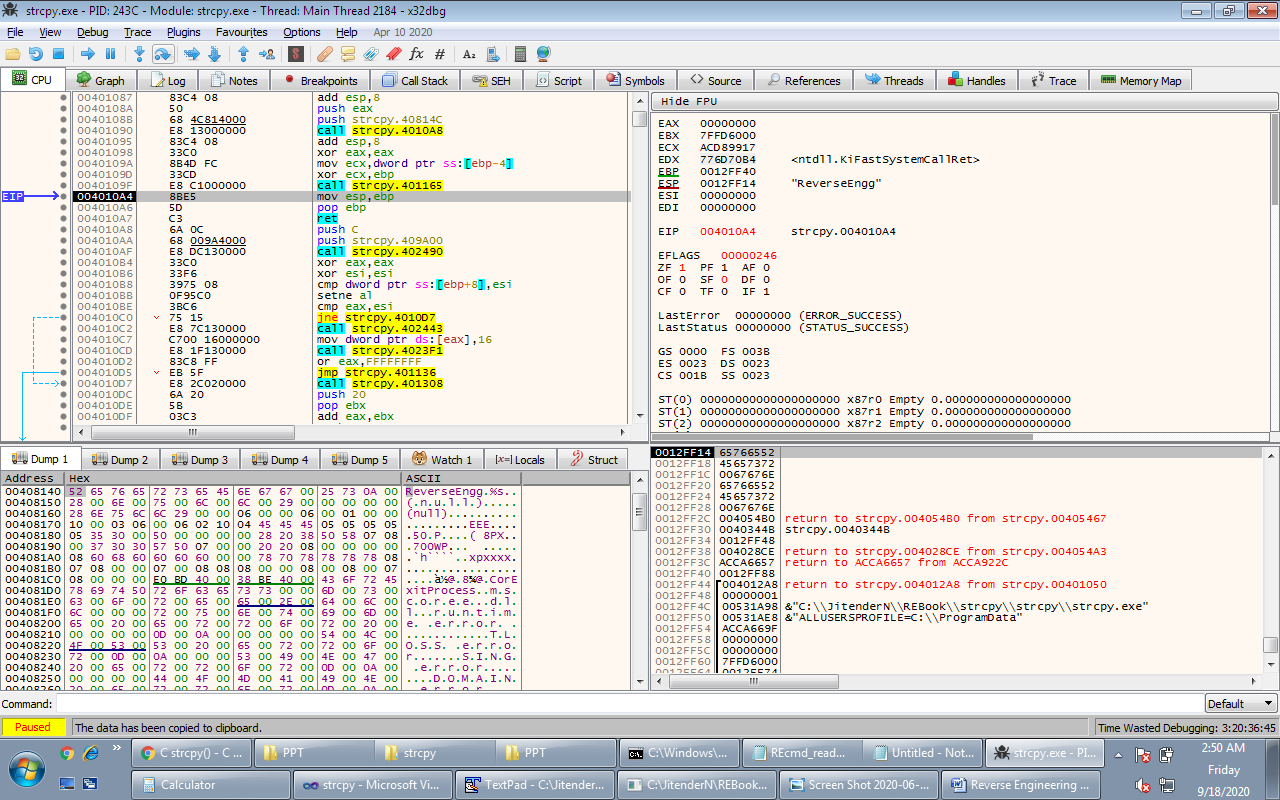 strcpy.exe - PID: 243C - Module: strcpy.exe - Thread: Main Thread 2184 - x32dbg
File View Debug Trace Plugins Favourites Options Help Apr 10 2020
CPU Graph Log Notes Breakpoints Call Stack SEH Script Symbols Source References Threads Handles Trace Memory Map
00401087 83C4 08 add esp,8
0040108A 50 push eax
0040108B 68 4C814000 push strcpy.40814C
00401090 E8 13000000 call strcpy.4010A8
00401095 83C4 08 add esp,8
00401098 33C0 xor eax,eax
0040109A 8B4D FC mov ecx,dword ptr ss:[ebp-4]
0040109D 33CD xor ecx,ebp
0040109F E8 C1000000 call strcpy.401165
EIP 004010A4 8BE5 mov esp,ebp
004010A6 5D pop ebp
004010A7 C3 ret
004010A8 6A 0C push C
004010AA 68 009A4000 push strcpy.409A00
004010AF E8 DC130000 call strcpy.402490
004010B4 33C0 xor eax,eax
004010B6 33F6 xor esi,esi
004010B8 3975 08 cmp dword ptr ss:[ebp+8],esi
004010BB 0F95C0 setne al
004010BE 3BC6 cmp eax,esi
004010C0 75 15 jne strcpy.4010D7
004010C2 E8 7C130000 call strcpy.402443
004010C7 C700 16000000 mov dword ptr ds:[eax],16
004010CD E8 1F130000 call strcpy.4023F1
004010D2 83C8 FF or eax,FFFFFFFF
004010D5 EB 5F jmp strcpy.401136
004010D7 E8 2C020000 call strcpy.401308
004010DC 6A 20 push 20
004010DE 5B pop ebx
004010DF 03C3 add eax,ebx
Hide FPU
EAX 00000000
EBX 7FFD6000
ECX ACD89917
EDX 776D70B4 <ntdll.KiFastSystemCallRet>
EBP 0012FF40
ESP 0012FF14 "ReverseEngg"
ESI 00000000
EDI 00000000
EIP 004010A4 strcpy.004010A4
EFLAGS 00000246
ZF 1 PF 1 AF 0
OF 0 SF 0 DF 0
CF 0 TF 0 IF 1
LastError 00000000 (ERROR_SUCCESS)
LastStatus 00000000 (STATUS_SUCCESS)
GS 0000 FS 003B
ES 0023 DS 0023
CS 001B SS 0023
ST(0) 00000000000000000000 x87r0 Empty 0.000000000000000000
ST(1) 00000000000000000000 x87r1 Empty 0.000000000000000000
ST(2) 00000000000000000000 x87r2 Empty 0.000000000000000000
Dump 1 Dump 2 Dump 3 Dump 4 Dump 5 Watch 1 Locals Struct
Address Hex ASCII
00408140 52 65 76 65 72 73 65 45 6E 67 67 00 25 73 0A 00 ReverseEngg.%s..
00408150 28 00 6E 00 75 00 6C 00 6C 00 29 00 00 00 00 00 (.n.u.l.l.).....
00408160 28 6E 75 6C 6C 29 00 00 06 00 00 06 00 01 00 00 (null)..........
00408170 10 00 03 06 00 06 02 10 04 45 45 45 05 05 05 05 .........EEE....
00408180 05 35 30 00 50 00 00 00 00 28 20 38 50 58 07 08 .50.P....( 8PX..
00408190 00 37 30 30 57 50 07 00 00 20 20 08 00 00 00 00 .700WP...  .....
004081A0 08 60 68 60 60 60 60 00 00 78 70 78 78 78 78 08 .`h````..xpxxxx.
004081B0 07 08 00 00 07 00 08 08 08 00 00 08 00 08 00 07 ................
004081C0 08 00 00 00 E0 BD 40 00 38 BE 40 00 43 6F 72 45 ....à½@.8¾@.CorE
004081D0 78 69 74 50 72 6F 63 65 73 73 00 00 6D 00 73 00 xitProcess..m.s.
004081E0 63 00 6F 00 72 00 65 00 65 00 2E 00 64 00 6C 00 c.o.r.e.e...d.l.
004081F0 6C 00 00 00 72 00 75 00 6E 00 74 00 69 00 6D 00 l...r.u.n.t.i.m.
00408200 65 00 20 00 65 00 72 00 72 00 6F 00 72 00 20 00 e. .e.r.r.o.r. .
00408210 00 00 00 00 0D 00 0A 00 00 00 00 00 54 00 4C 00 ............T.L.
00408220 4F 00 53 00 53 00 20 00 65 00 72 00 72 00 6F 00 O.S.S. .e.r.r.o.
00408230 72 00 0D 00 0A 00 00 00 53 00 49 00 4E 00 47 00 r.......S.I.N.G.
00408240 20 00 65 00 72 00 72 00 6F 00 72 00 0D 00 0A 00  .e.r.r.o.r.....
00408250 00 00 00 00 44 00 4F 00 4D 00 41 00 49 00 4E 00 ....D.O.M.A.I.N.
00408260 20 00 65 00 72 00 72 00 6F 00 72 00 0D 00 0A 00  .e.r.r.o.r.....
0012FF14 65766552
0012FF18 45657372
0012FF1C 0067676E
0012FF20 65766552
0012FF24 45657372
0012FF28 0067676E
0012FF2C 004054B0 return to strcpy.004054B0 from strcpy.00405467
0012FF30 0040344B strcpy.0040344B
0012FF34 0012FF48
0012FF38 004028CE return to strcpy.004028CE from strcpy.004054A3
0012FF3C ACCA6657 return to ACCA6657 from ACCA922C
0012FF40 0012FF88
0012FF44 004012A8 return to strcpy.004012A8 from strcpy.00401050
0012FF48 00000001
0012FF4C 00531A98 &"C:\\JitenderN\\REBook\\strcpy\\strcpy\\strcpy.exe"
0012FF50 00531AE8 &"ALLUSERSPROFILE=C:\\ProgramData"
0012FF54 ACCA669F
0012FF58 00000000
0012FF5C 00000000
0012FF60 7FFD6000
0012FF64 0012FF74
Command: Default
Paused The data has been copied to clipboard. Time Wasted Debugging: 3:20:36:45
C strcpy() - C ... PPT strcpy PPT C:\Windows\... REcmd_read... Untitled - Not... strcpy.exe - PI...
Calculator strcpy - Microsoft Vi... TextPad - C:\Jitender... C:\JitenderN\REBook... Screen Shot 2020-06-... Reverse Engineering ...
2:50 AM
Friday
9/18/2020